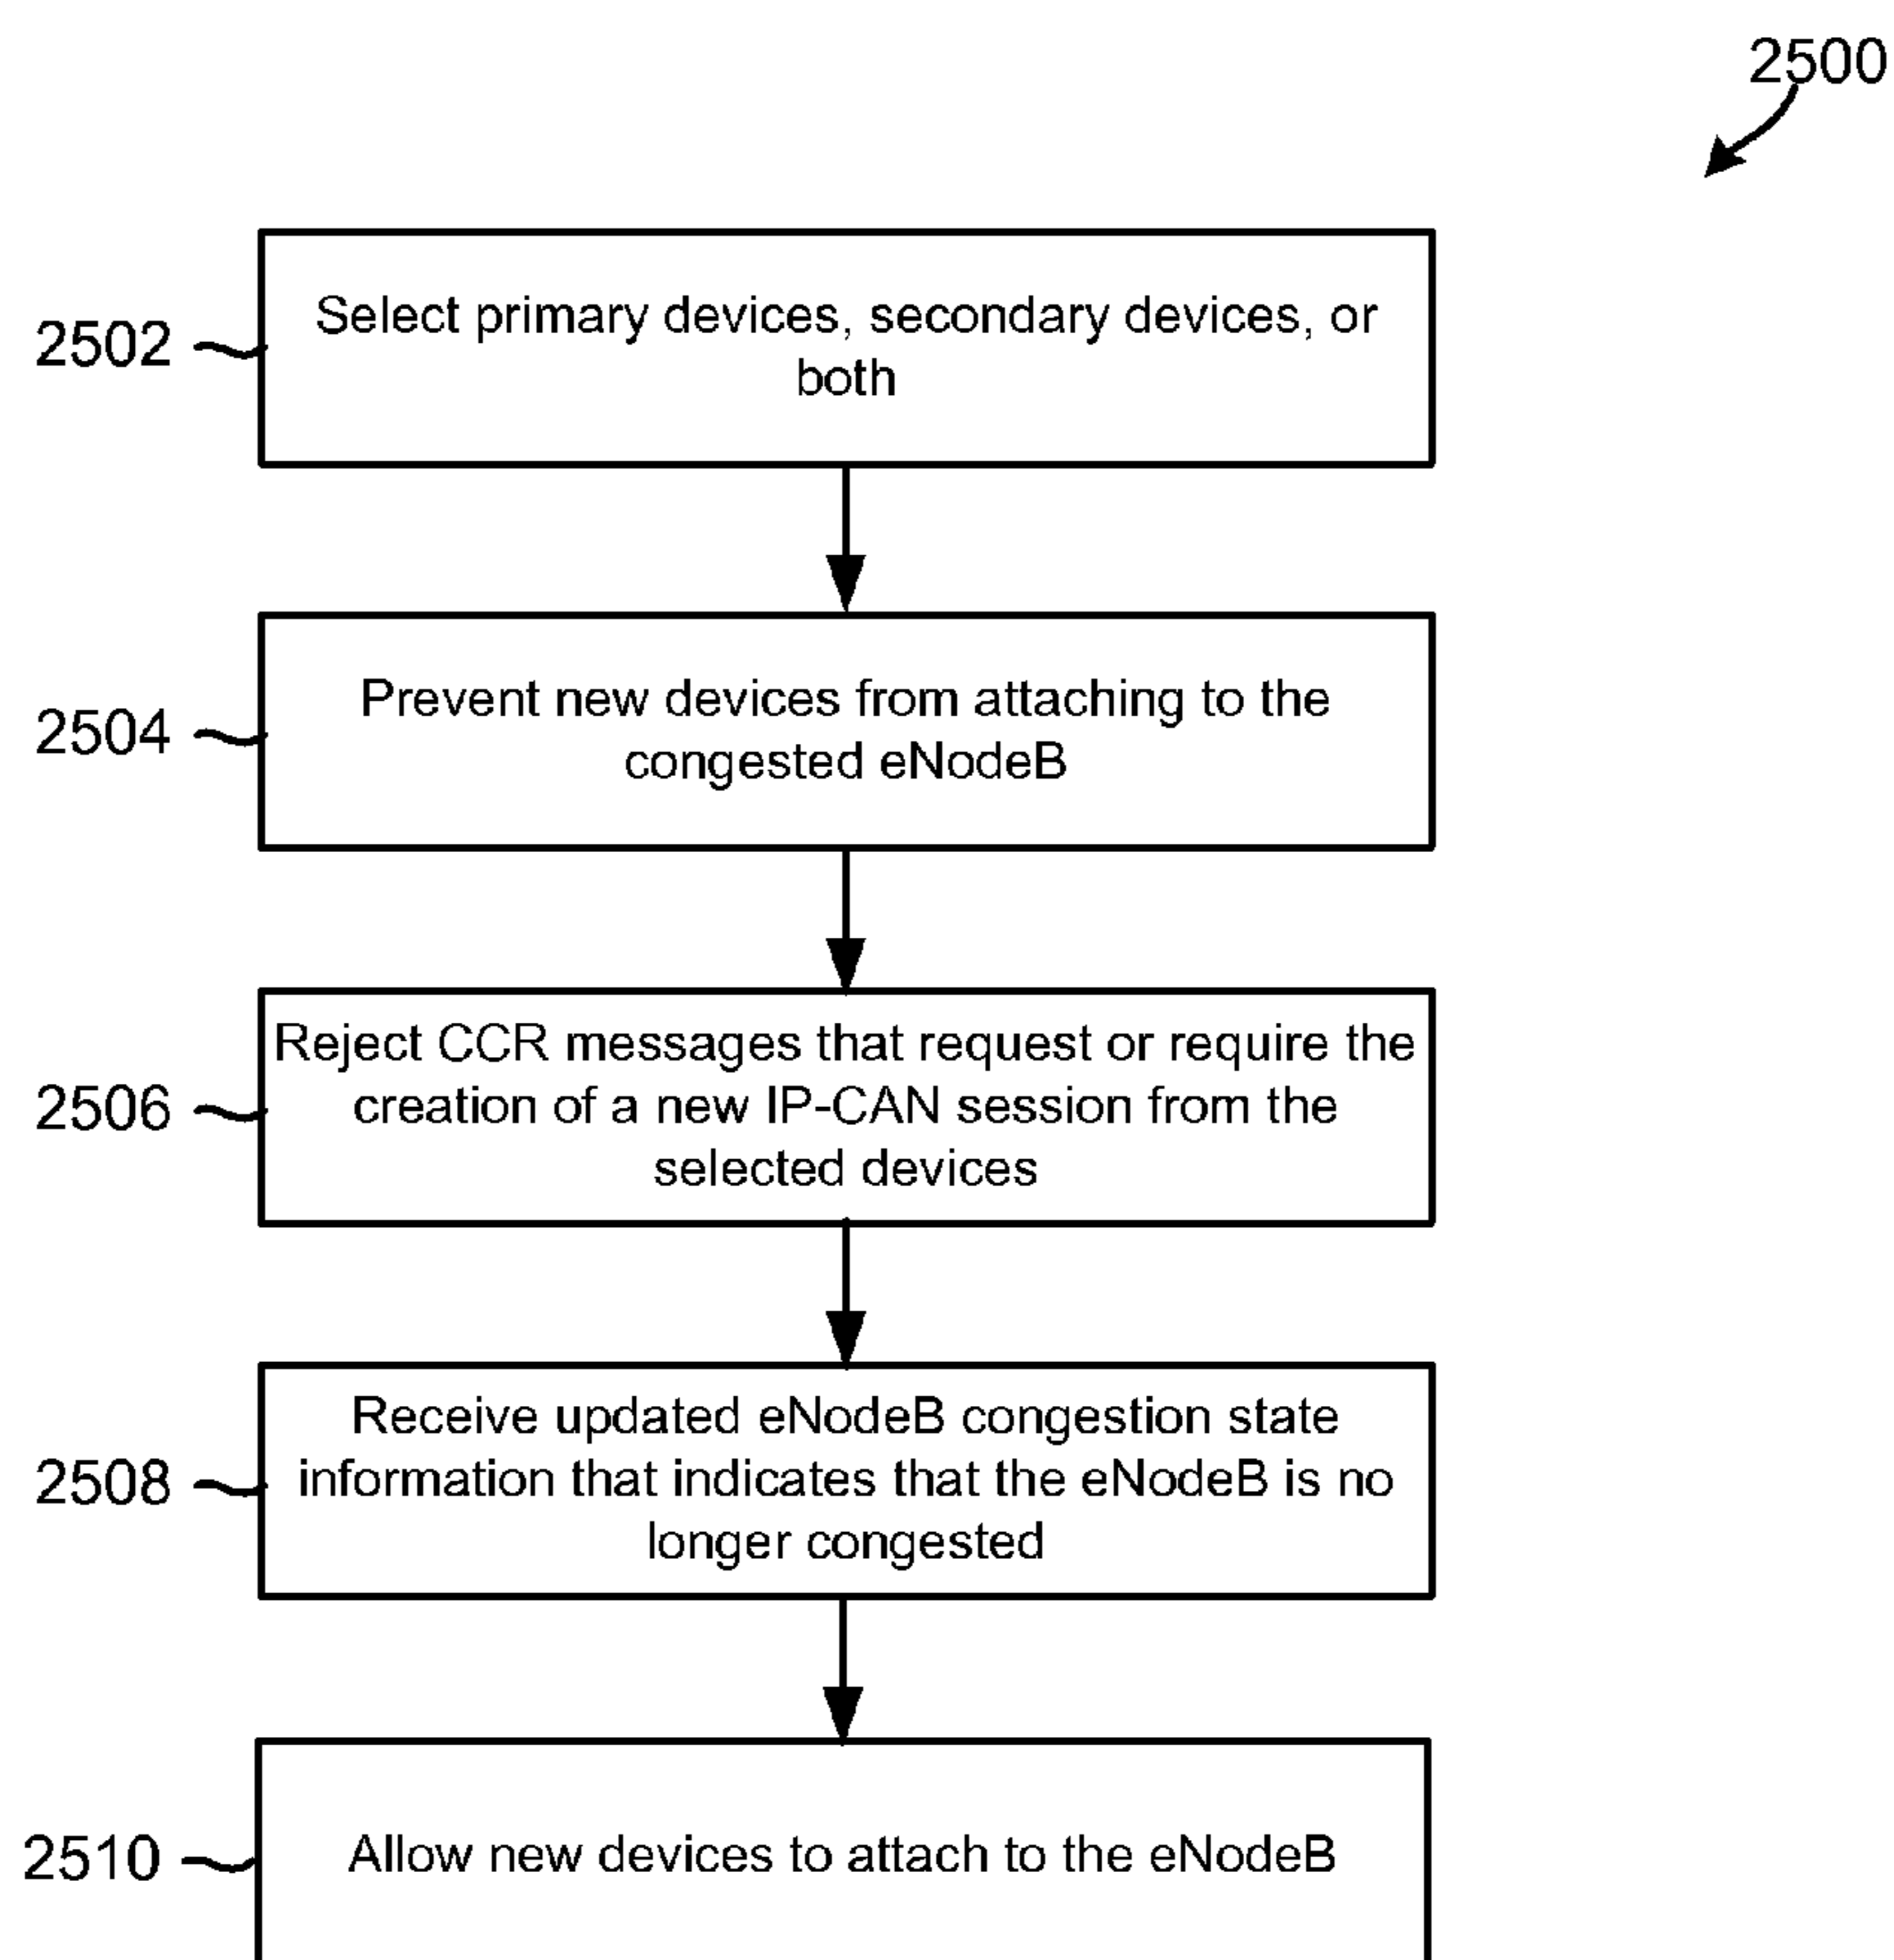 2500
2502
Select primary devices, secondary devices, or
both
2504
Prevent new devices from attaching to the
congested eNodeB
2506
Reject CCR messages that request or require the
creation of a new IP-CAN session from the
selected devices
2508
Receive updated eNodeB congestion state
information that indicates that the eNodeB is no
longer congested
2510
Allow new devices to attach to the eNodeB